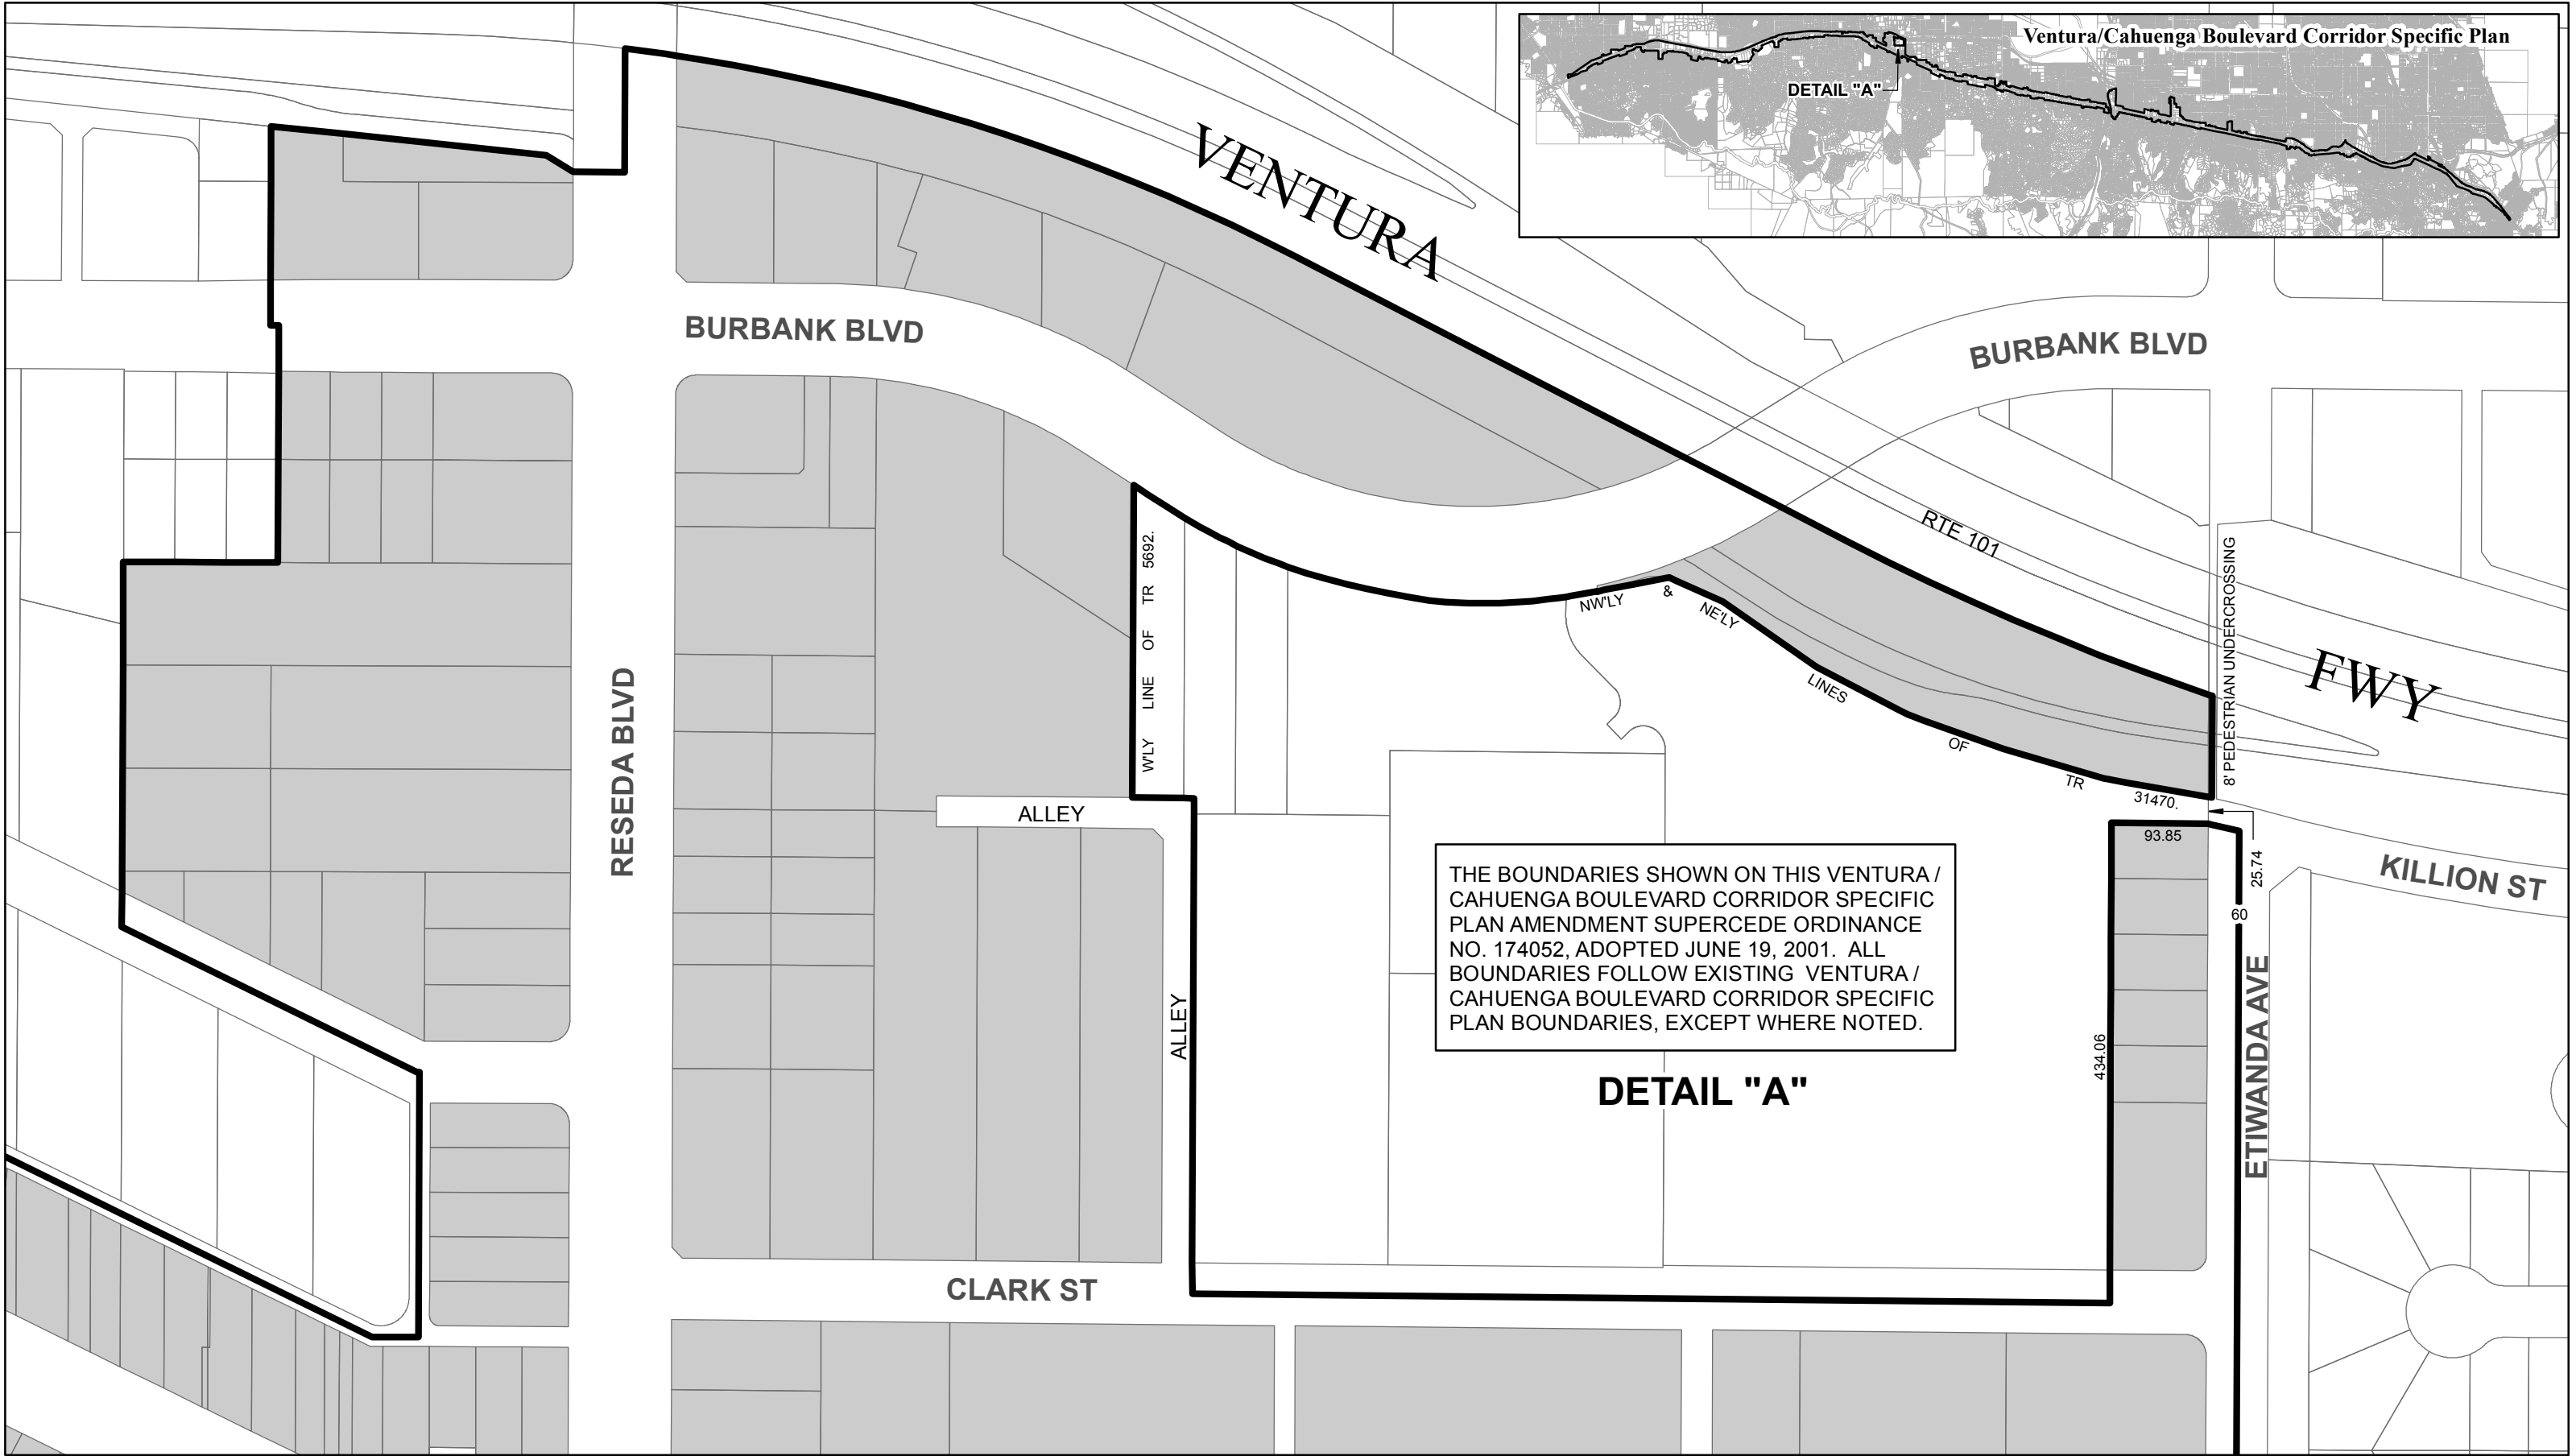 Ventura/Cahuenga Boulevard Corridor Specific Plan
DETAIL "A"
VENTURA
BURBANK BLVD
BURBANK BLVD
RTE 101
8' PEDESTRIAN UNDERCROSSING
FWY
W'LY LINE OF TR 5692.
NW'LY & NE'LY LINES OF TR 31470.
RESEDA BLVD
ALLEY
93.85
25.74
60
KILLION ST
THE BOUNDARIES SHOWN ON THIS VENTURA /
CAHUENGA BOULEVARD CORRIDOR SPECIFIC
PLAN AMENDMENT SUPERCEDE ORDINANCE
NO. 174052, ADOPTED JUNE 19, 2001. ALL
BOUNDARIES FOLLOW EXISTING VENTURA /
CAHUENGA BOULEVARD CORRIDOR SPECIFIC
PLAN BOUNDARIES, EXCEPT WHERE NOTED.
ALLEY
434.06
ETIWANDA AVE
DETAIL "A"
CLARK ST